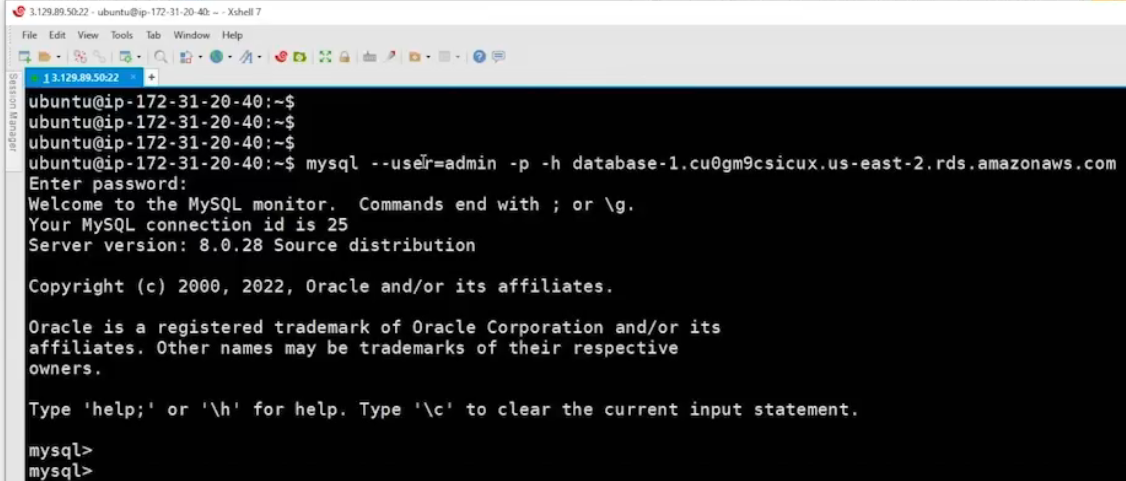 3.129.89.50:22 - ubuntu@ip-172-31-20-40: ~ - Xshell 7
File Edit View Tools Tab Window Help
1 3.129.89.50:22 × +
Session Manager
ubuntu@ip-172-31-20-40:~$
ubuntu@ip-172-31-20-40:~$
ubuntu@ip-172-31-20-40:~$
ubuntu@ip-172-31-20-40:~$ mysql --user=admin -p -h database-1.cu0gm9csicux.us-east-2.rds.amazonaws.com
Enter password:
Welcome to the MySQL monitor.  Commands end with ; or \g.
Your MySQL connection id is 25
Server version: 8.0.28 Source distribution
Copyright (c) 2000, 2022, Oracle and/or its affiliates.
Oracle is a registered trademark of Oracle Corporation and/or its
affiliates. Other names may be trademarks of their respective
owners.
Type 'help;' or '\h' for help. Type '\c' to clear the current input statement.
mysql>
mysql>